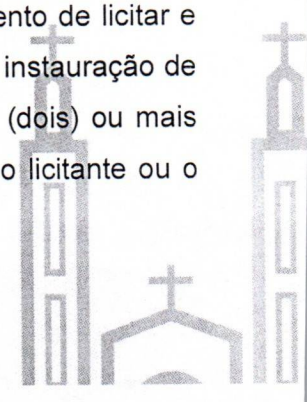 ento de licitar e
instauração de
(dois) ou mais
o licitante ou o